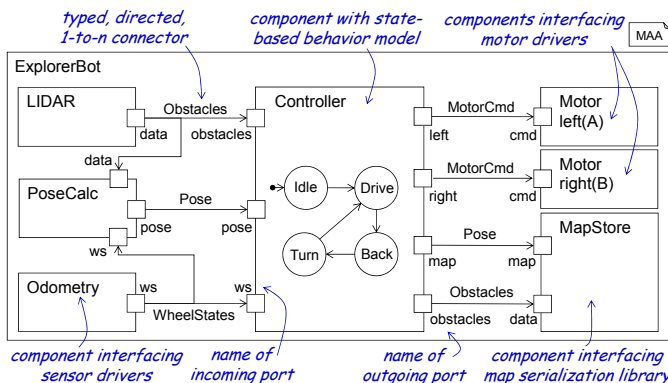 typed, directed,
1-to-n connector
component with state-
based behavior model
components interfacing
motor drivers
MAA
ExplorerBot
LIDAR
data
Obstacles
obstacles
Controller
MotorCmd
left
cmd
Motor
left(A)
data
PoseCalc
pose
ws
Pose
pose
Idle
Drive
Turn
Back
MotorCmd
right
cmd
Motor
right(B)
Pose
map
map
MapStore
Odometry
ws
WheelStates
ws
Obstacles
obstacles
data
component interfacing
sensor drivers
name of
incoming port
name of
outgoing port
component interfacing
map serialization library